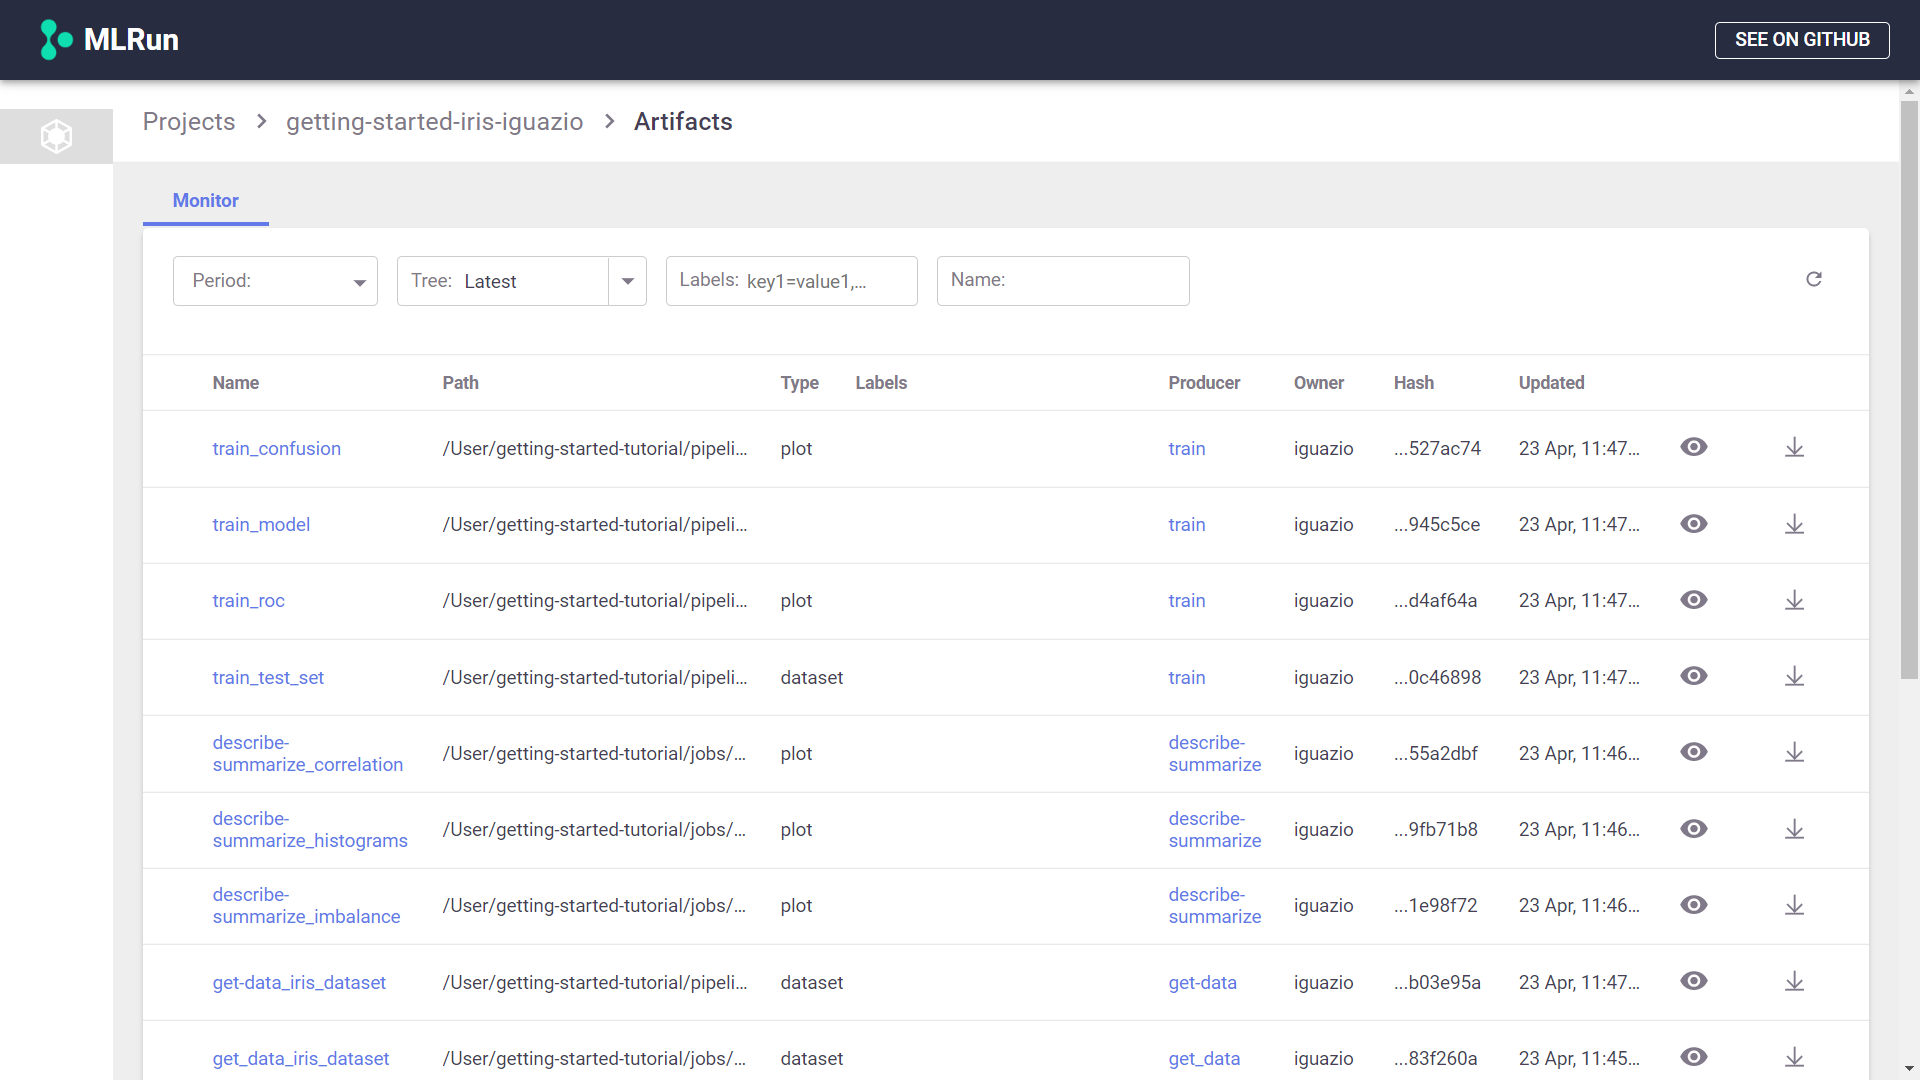 MLRun
SEE ON GITHUB
Projects > getting-started-iris-iguazio > Artifacts
Monitor
Period:
Tree: Latest
Labels: key1=value1,...
Name:
Name Path Type Labels Producer Owner Hash Updated
train_confusion /User/getting-started-tutorial/pipeli... plot train iguazio ...527ac74 23 Apr, 11:47...
train_model /User/getting-started-tutorial/pipeli... train iguazio ...945c5ce 23 Apr, 11:47...
train_roc /User/getting-started-tutorial/pipeli... plot train iguazio ...d4af64a 23 Apr, 11:47...
train_test_set /User/getting-started-tutorial/pipeli... dataset train iguazio ...0c46898 23 Apr, 11:47...
describe-
summarize_correlation /User/getting-started-tutorial/jobs/... plot describe-
summarize iguazio ...55a2dbf 23 Apr, 11:46...
describe-
summarize_histograms /User/getting-started-tutorial/jobs/... plot describe-
summarize iguazio ...9fb71b8 23 Apr, 11:46...
describe-
summarize_imbalance /User/getting-started-tutorial/jobs/... plot describe-
summarize iguazio ...1e98f72 23 Apr, 11:46...
get-data_iris_dataset /User/getting-started-tutorial/pipeli... dataset get-data iguazio ...b03e95a 23 Apr, 11:47...
get_data_iris_dataset /User/getting-started-tutorial/jobs/... dataset get_data iguazio ...83f260a 23 Apr, 11:45...